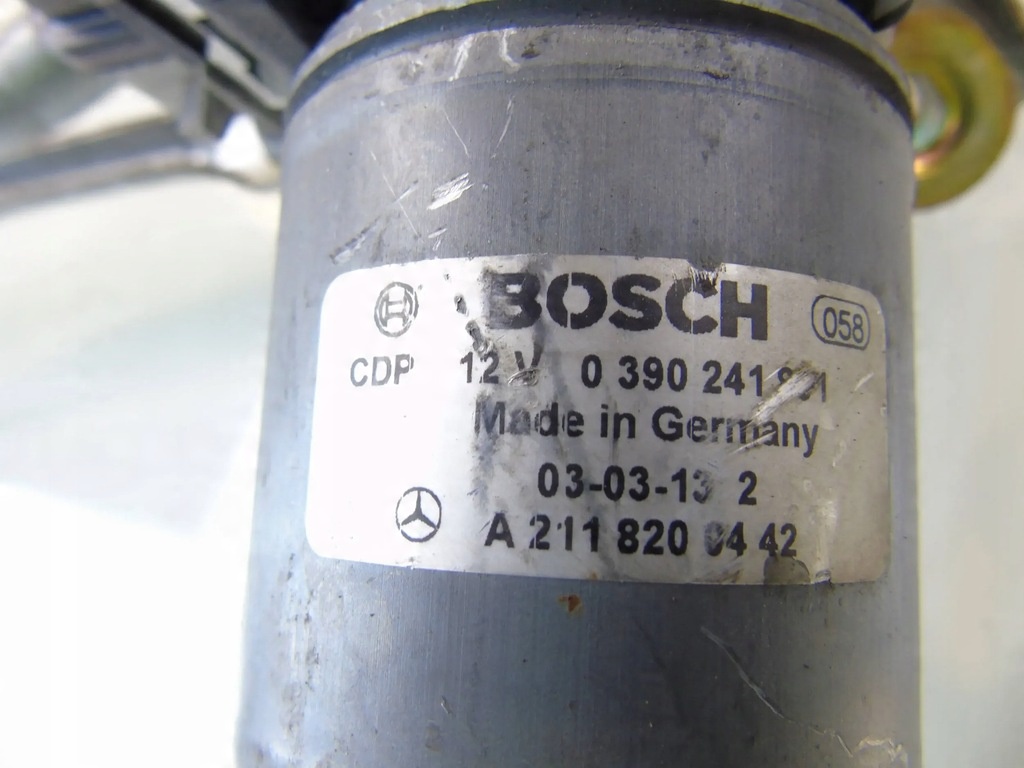 BOSCH 058
CDP 12 V 0 390 241
Made in Germany
03-03-13 2
A 211 820 42